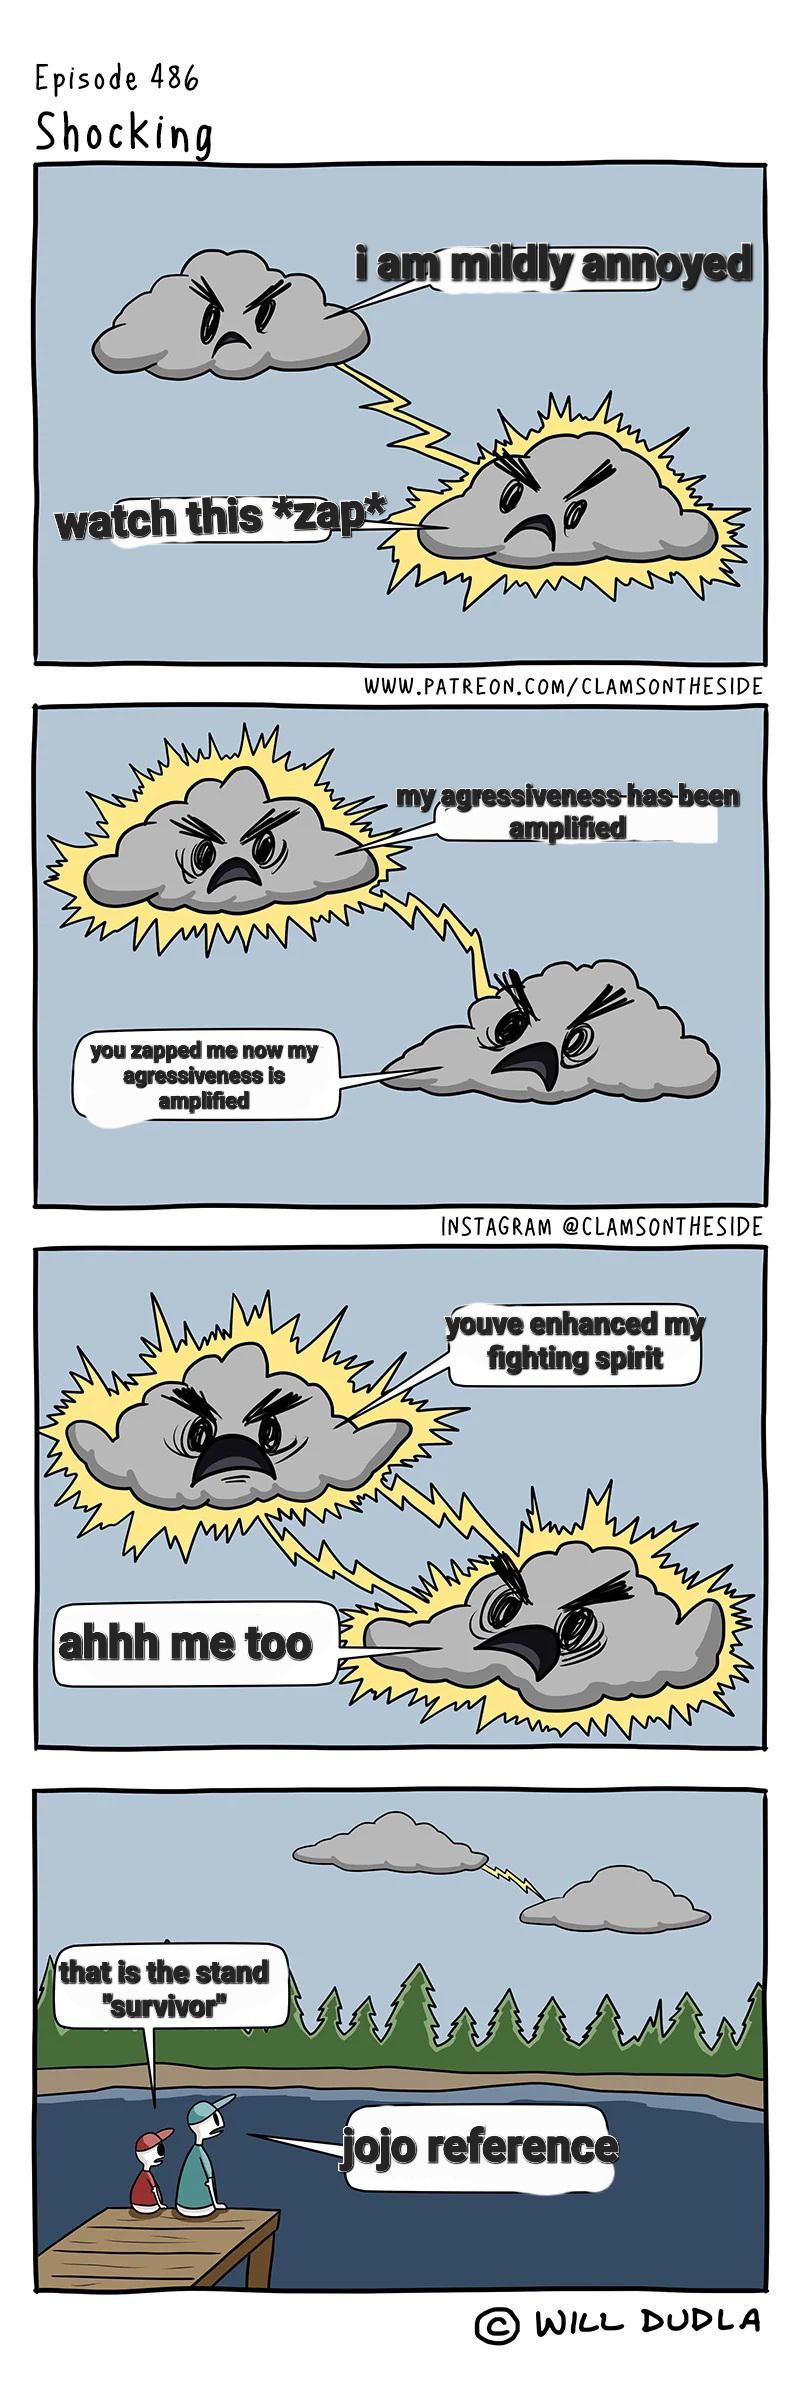 Episode 486
Shocking
i am mildly annoyed
watch this *zap*
WWW.PATREON.COM/CLAMSONTHESIDE
my agressiveness has been
amplified
you zapped me now my
agressiveness is
amplified
INSTAGRAM @CLAMSONTHESIDE
youve enhanced my
fighting spirit
ahhh me too
that is the stand
"survivor"
jojo reference
© WILL DUDLA